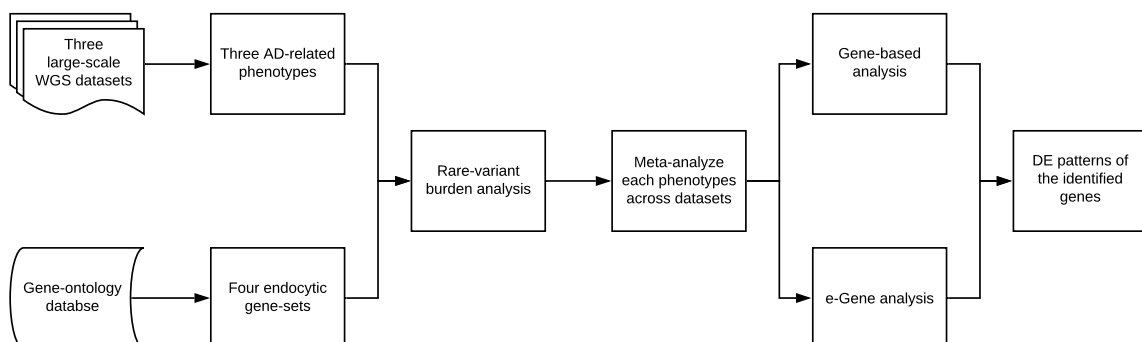 Three
large-scale
WGS datasets
Three AD-related
phenotypes
Gene-based
analysis
Rare-variant
burden analysis
Meta-analyze
each phenotypes
across datasets
DE patterns of
the identified
genes
Gene-ontology
databse
Four endocytic
gene-sets
e-Gene analysis